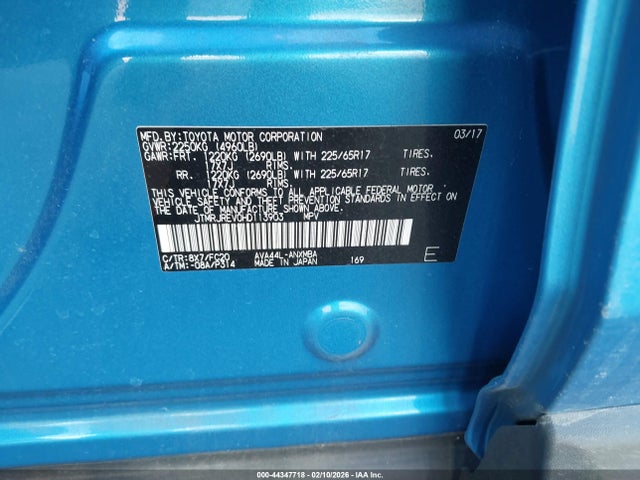 MFD.BY:TOYOTA MOTOR CORPORATION 03/17
GVWR:2250KG (4960LB)
GAWR:FRT. 1220KG (2690LB) WITH 225/65R17 TIRES.
17X7J RIMS.
RR. 1220KG (2690LB) WITH 225/65R17 TIRES.
17X7J RIMS.
THIS VEHICLE CONFORMS TO ALL APPLICABLE FEDERAL MOTOR
VEHICLE SAFETY AND THEFT PREVENTION STANDARDS IN EFFECT ON THE
DATE OF MANUFACTURE SHOWN ABOVE.
MPV
C/TR:8X7/FC20 AVA44L-ANXMBA
A/TM:-08A/P314 MADE IN JAPAN 169 E
000-44347718 - 02/10/2026 - IAA Inc.